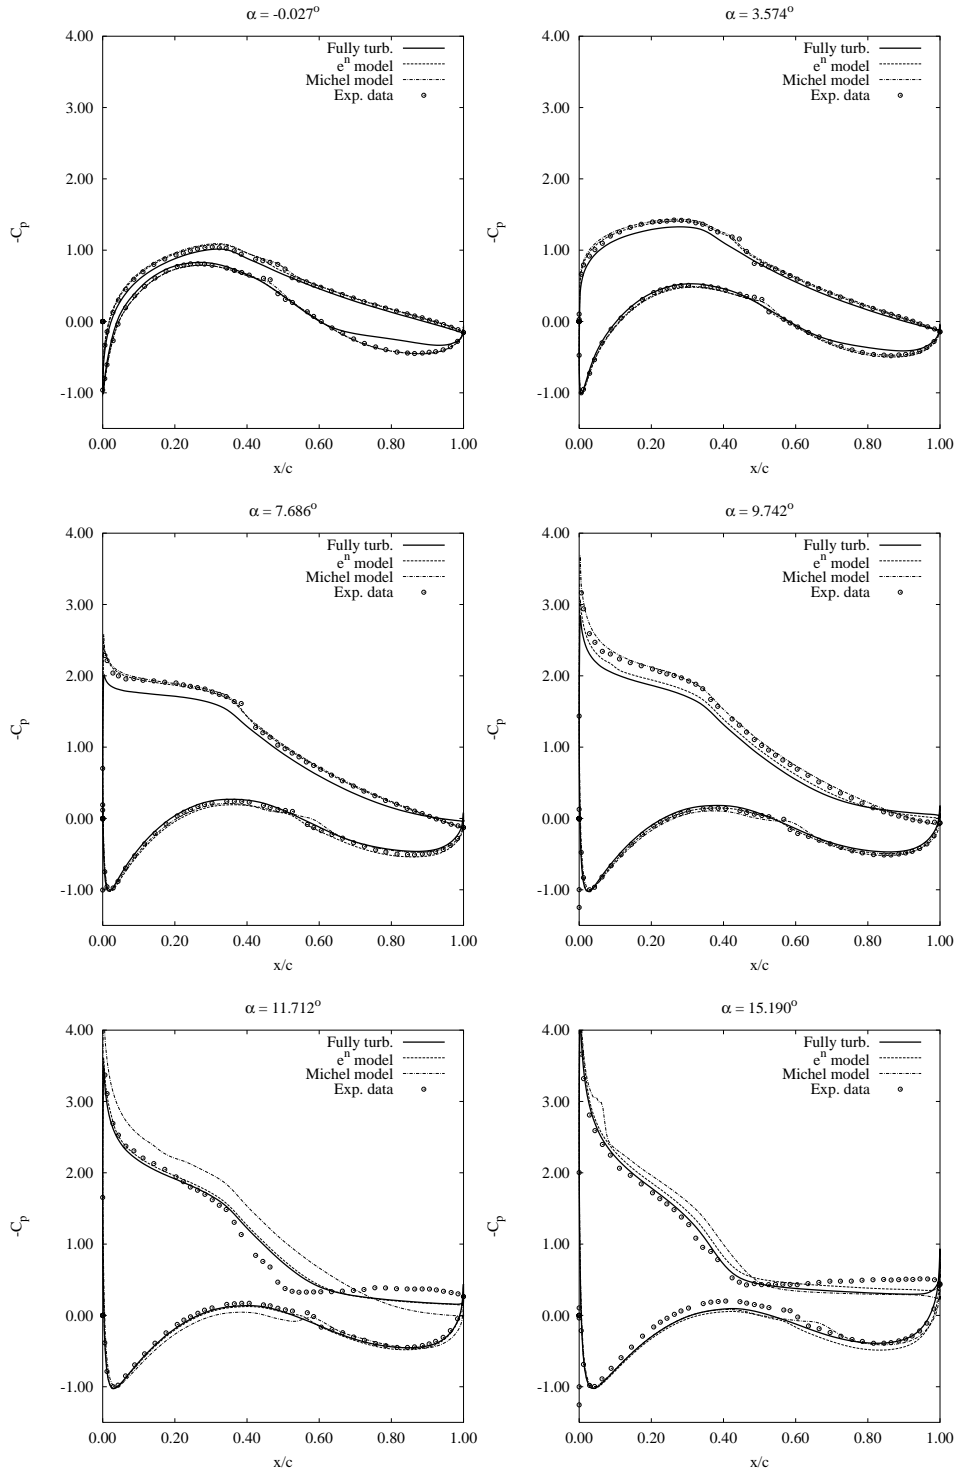 α = -0.027°
4.00
3.00
2.00
1.00
0.00
-1.00
-Cp
0.00 0.20 0.40 0.60 0.80 1.00
x/c
Fully turb.
e^n model
Michel model
Exp. data
α = 3.574°
4.00
3.00
2.00
1.00
0.00
-1.00
-Cp
0.00 0.20 0.40 0.60 0.80 1.00
x/c
Fully turb.
e^n model
Michel model
Exp. data
α = 7.686°
4.00
3.00
2.00
1.00
0.00
-1.00
-Cp
0.00 0.20 0.40 0.60 0.80 1.00
x/c
Fully turb.
e^n model
Michel model
Exp. data
α = 9.742°
4.00
3.00
2.00
1.00
0.00
-1.00
-Cp
0.00 0.20 0.40 0.60 0.80 1.00
x/c
Fully turb.
e^n model
Michel model
Exp. data
α = 11.712°
4.00
3.00
2.00
1.00
0.00
-1.00
-Cp
0.00 0.20 0.40 0.60 0.80 1.00
x/c
Fully turb.
e^n model
Michel model
Exp. data
α = 15.190°
4.00
3.00
2.00
1.00
0.00
-1.00
-Cp
0.00 0.20 0.40 0.60 0.80 1.00
x/c
Fully turb.
e^n model
Michel model
Exp. data